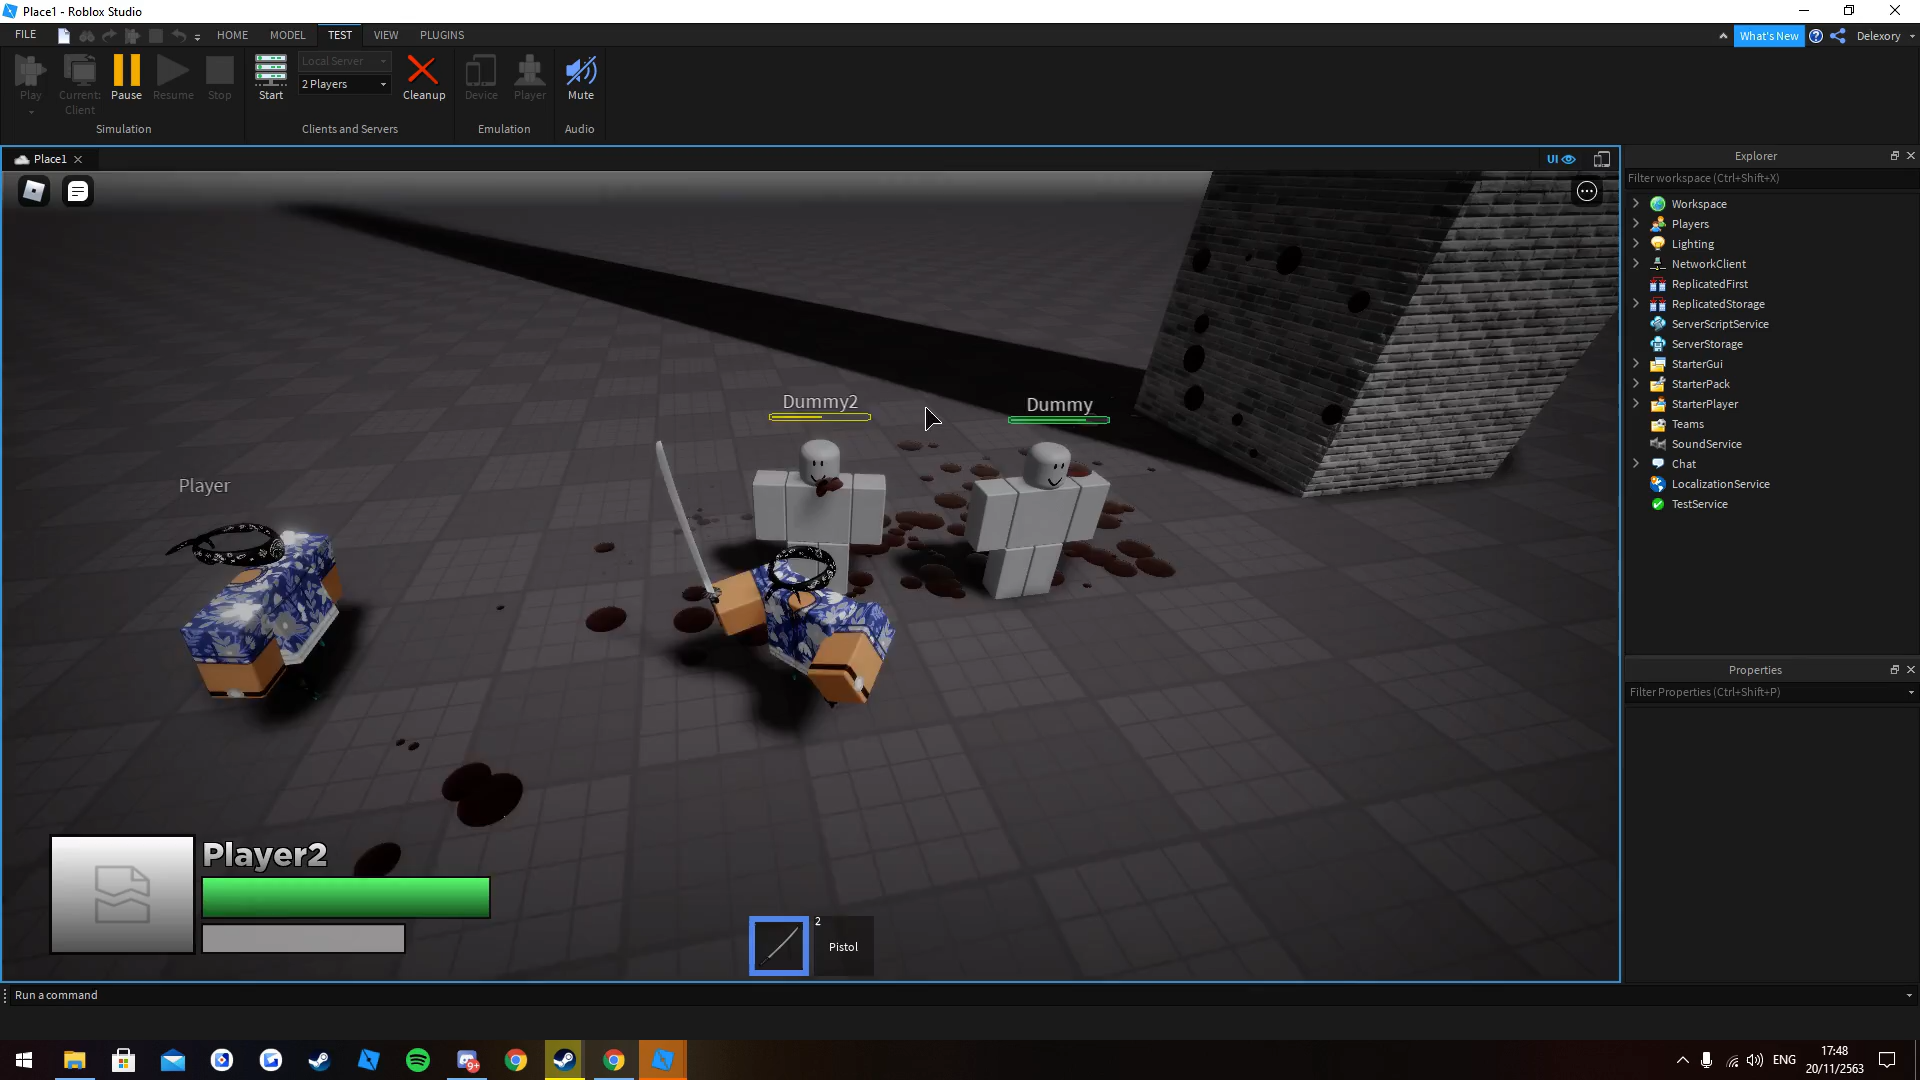 Place1 - Roblox Studio
FILE
HOME
MODEL
TEST
VIEW
PLUGINS
What's New
Delexory
Play
Current:
Client
Pause
Resume
Stop
Simulation
Start
Local Server
2 Players
Cleanup
Clients and Servers
Device
Player
Emulation
Mute
Audio
Place1
UI
Explorer
Filter workspace (Ctrl+Shift+X)
Workspace
Players
Lighting
NetworkClient
ReplicatedFirst
ReplicatedStorage
ServerScriptService
ServerStorage
StarterGui
StarterPack
StarterPlayer
Teams
SoundService
Chat
LocalizationService
TestService
Properties
Filter Properties (Ctrl+Shift+P)
Dummy2
Dummy
Player
Player2
2
Pistol
Run a command
9+
ENG
17:48
20/11/2563